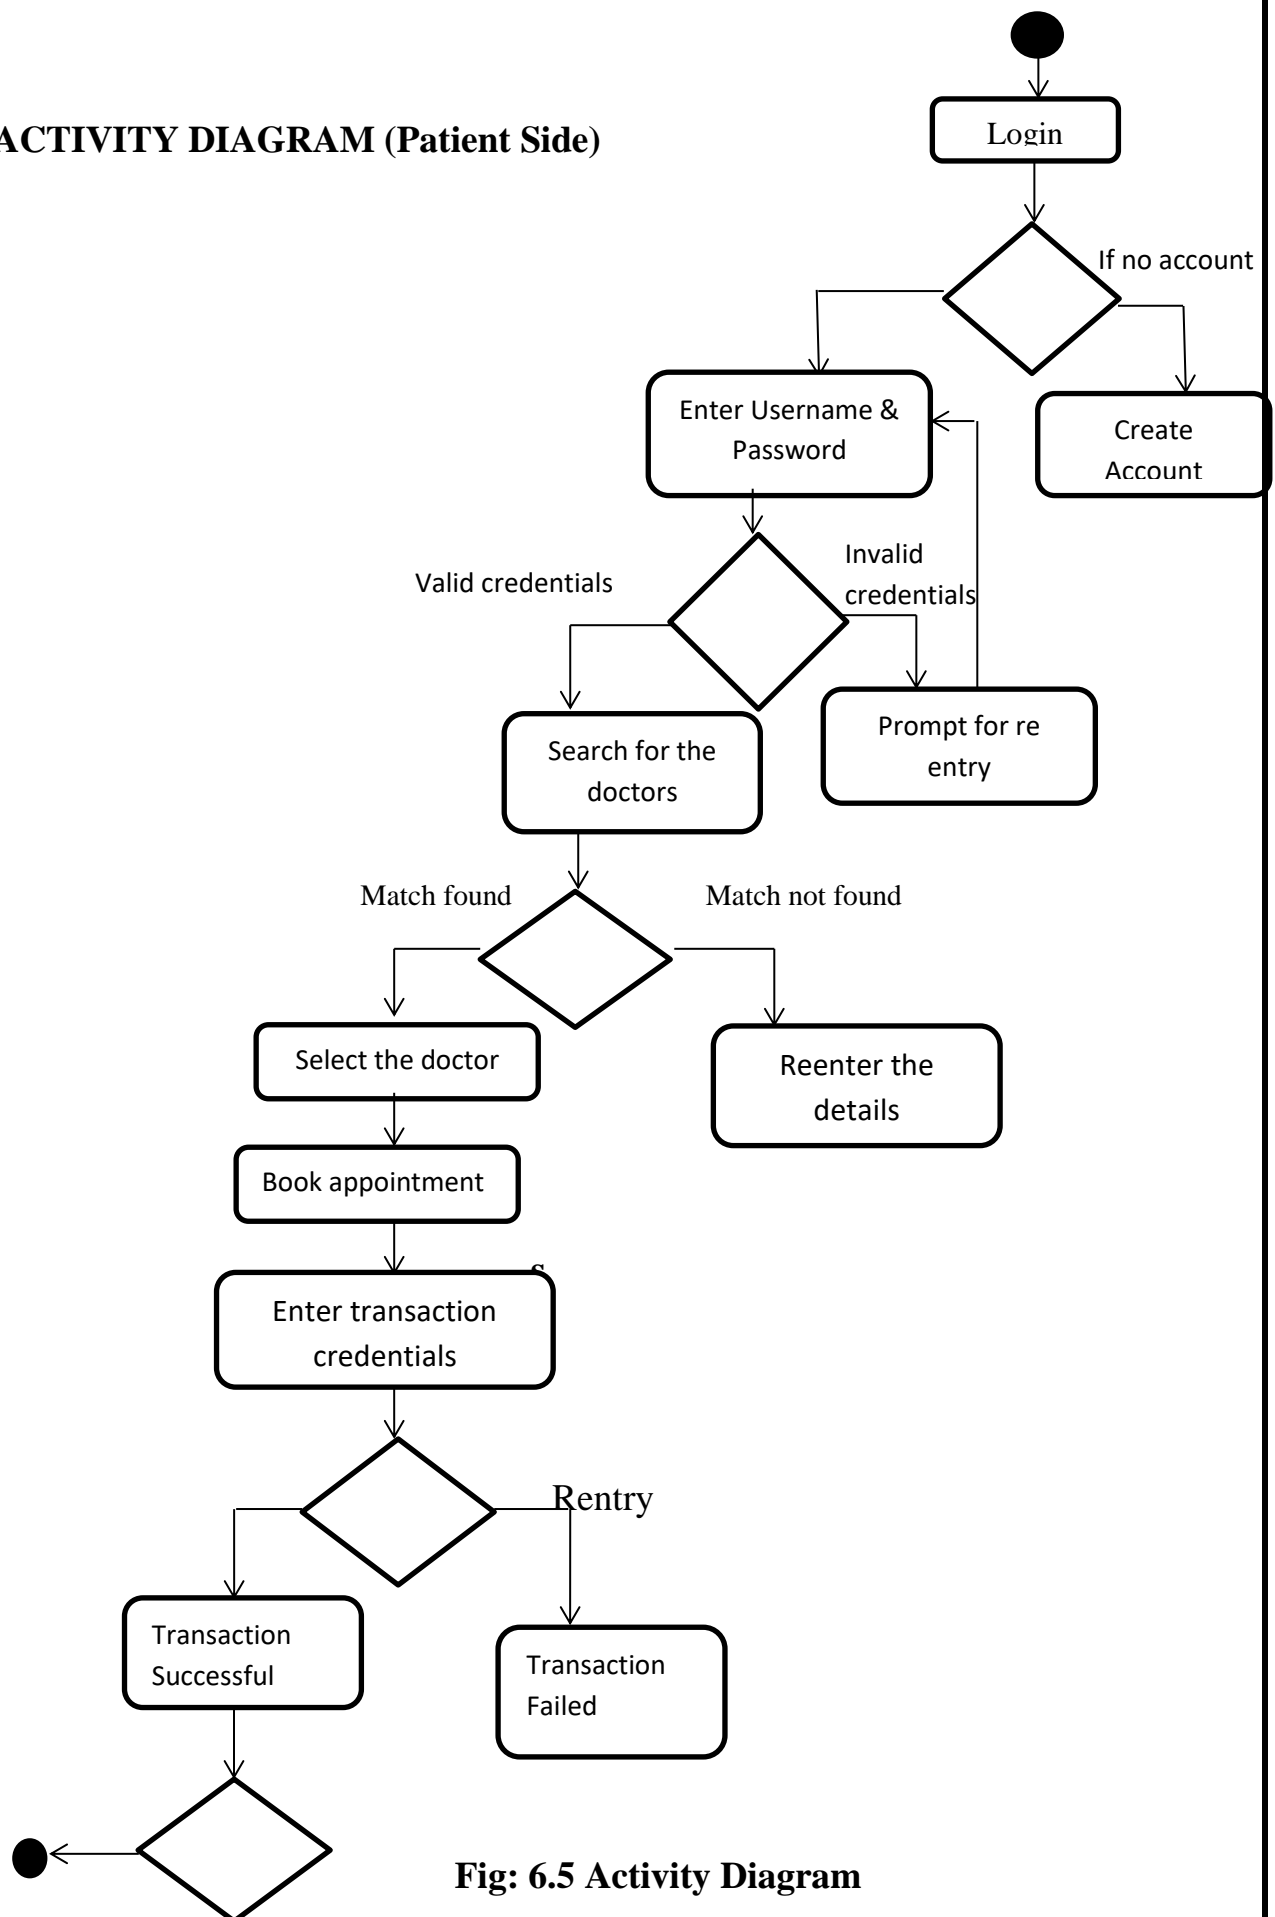 ACTIVITY DIAGRAM (Patient Side)
Login
If no account
Enter Username &
Password
Create
Account
Invalid
credentials
Valid credentials
Prompt for re
entry
Search for the
doctors
Match found
Match not found
Select the doctor
Reenter the
details
Book appointment
s
Enter transaction
credentials
Rentry
Transaction
Successful
Transaction
Failed
Fig: 6.5 Activity Diagram